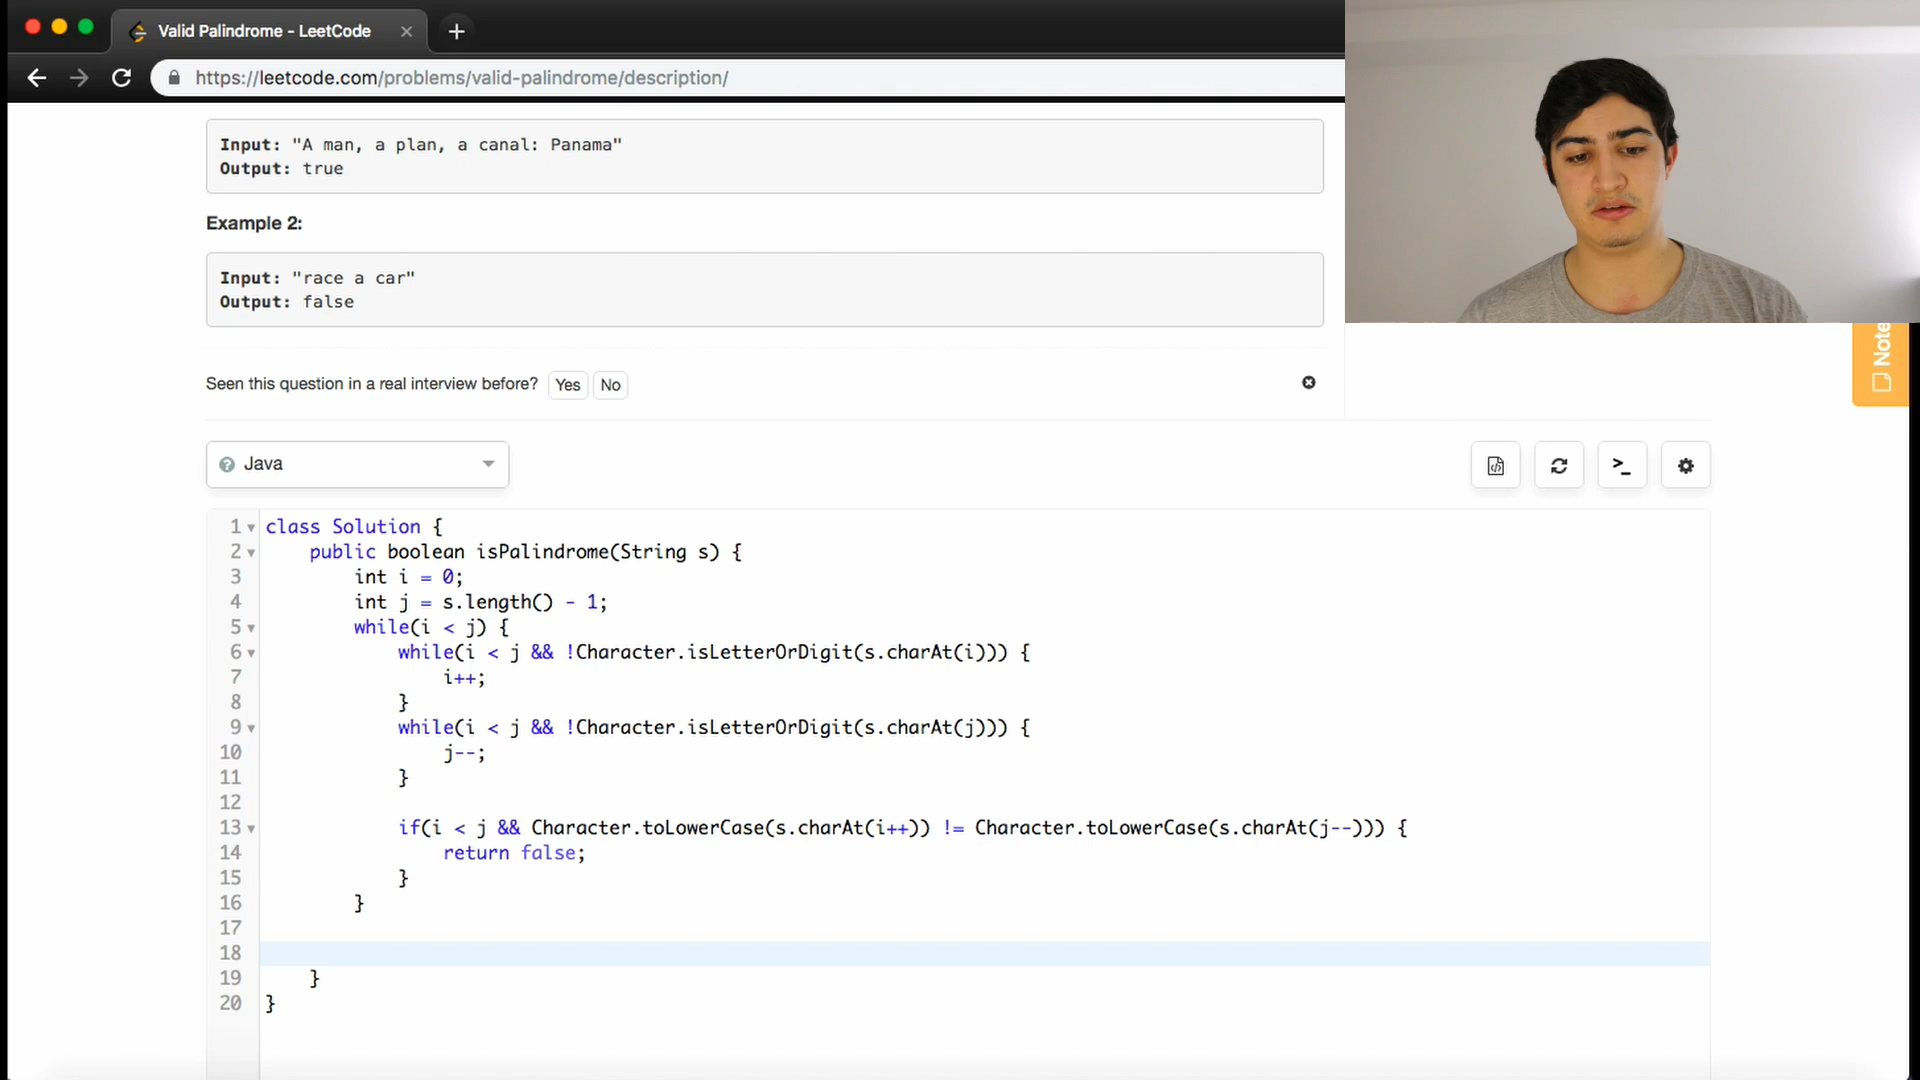 Valid Palindrome - LeetCode
https://leetcode.com/problems/valid-palindrome/description/
Input: "A man, a plan, a canal: Panama"
Output: true
Example 2:
Input: "race a car"
Output: false
Seen this question in a real interview before? Yes No
Note
Java
>_
1 class Solution {
2 public boolean isPalindrome(String s) {
3 int i = 0;
4 int j = s.length() - 1;
5 while(i < j) {
6 while(i < j && !Character.isLetterOrDigit(s.charAt(i))) {
7 i++;
8 }
9 while(i < j && !Character.isLetterOrDigit(s.charAt(j))) {
10 j--;
11 }
12
13 if(i < j && Character.toLowerCase(s.charAt(i++)) != Character.toLowerCase(s.charAt(j--))) {
14 return false;
15 }
16 }
17
18
19 }
20 }